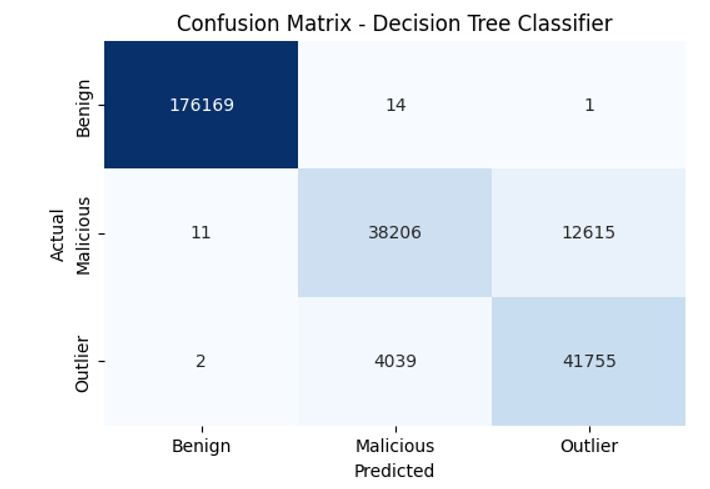 Confusion Matrix - Decision Tree Classifier
Benign
176169
14
1
Actual
Malicious
11
38206
12615
Outlier
2
4039
41755
Benign
Malicious
Outlier
Predicted